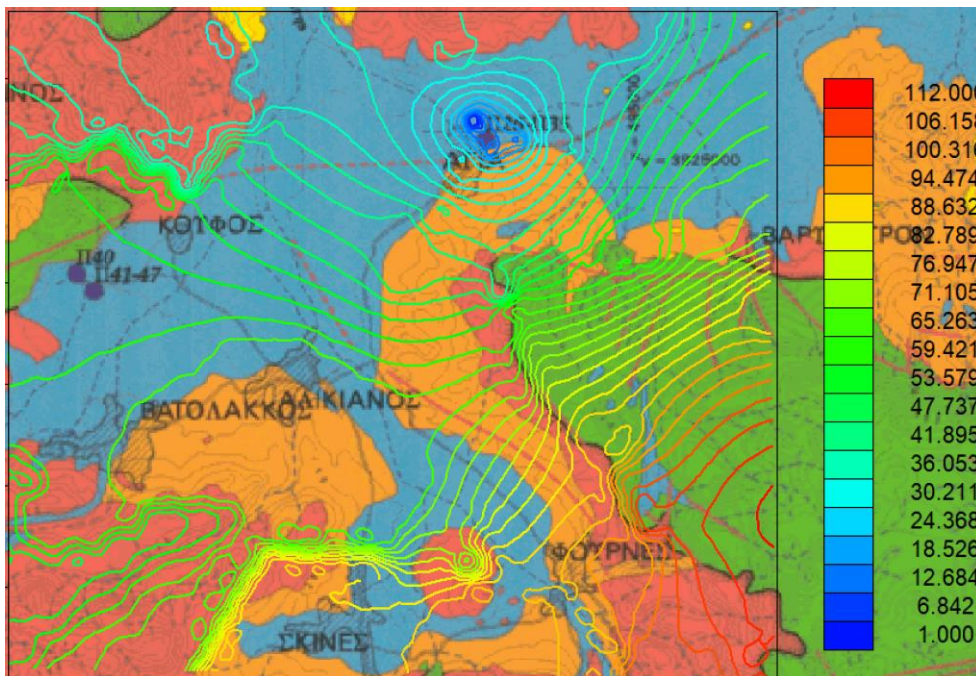 ΝΟΣ
ΚΟΥΦΟΣ
Π40
Π41-47
ΒΑΤΟΛΑΚΚΟΣ
ΑΛΙΚΙΑΝΟΣ
ΦΟΥΡΝΕΣ
ΣΚΙΝΕΣ
112.000
106.158
100.316
94.474
88.632
82.789
76.947
71.105
65.263
59.421
53.579
47.737
41.895
36.053
30.211
24.368
18.526
12.684
6.842
1.000